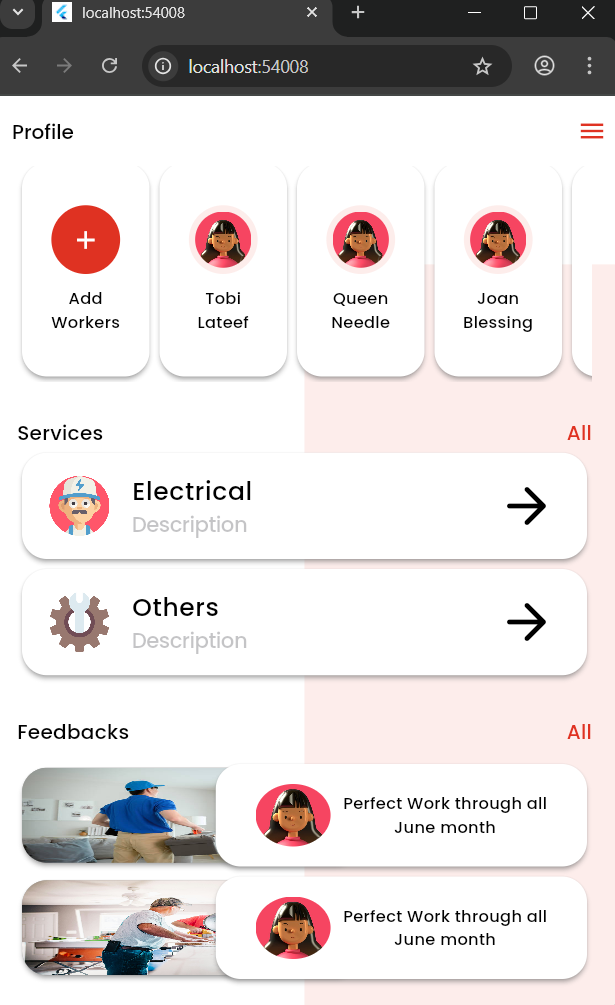 localhost:54008
localhost:54008
Profile
Add
Workers
Tobi
Lateef
Queen
Needle
Joan
Blessing
Services
All
Electrical
Description
Others
Description
Feedbacks
All
Perfect Work through all
June month
Perfect Work through all
June month